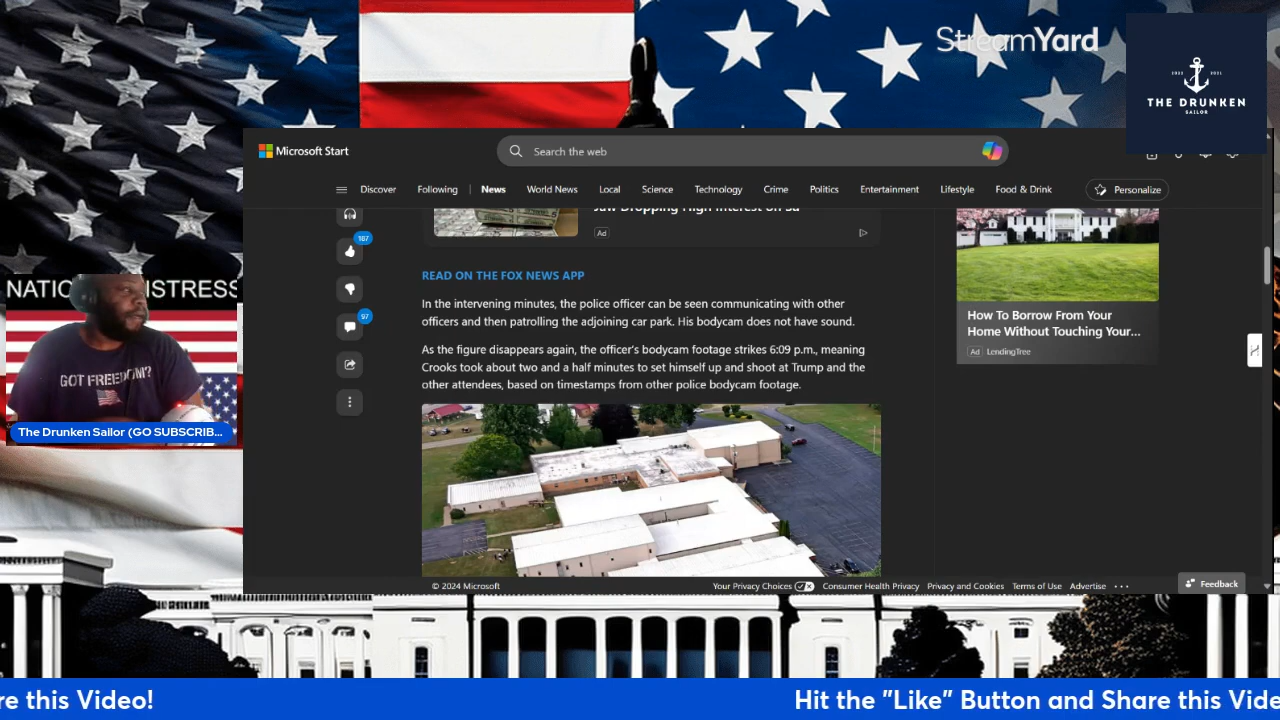 StreamYard
THE DRUNKEN
SAILOR
Microsoft Start
Search the web
Discover
Following
News
World News
Local
Science
Technology
Crime
Politics
Entertainment
Lifestyle
Food & Drink
Personalize
Ad
187
97
READ ON THE FOX NEWS APP
In the intervening minutes, the police officer can be seen communicating with other
officers and then patrolling the adjoining car park. His bodycam does not have sound.
As the figure disappears again, the officer's bodycam footage strikes 6:09 p.m., meaning
Crooks took about two and a half minutes to set himself up and shoot at Trump and the
other attendees, based on timestamps from other police bodycam footage.
How To Borrow From Your
Home Without Touching Your...
Ad LendingTree
GOT FREEDOM?
The Drunken Sailor (GO SUBSCRIB...
© 2024 Microsoft
Your Privacy Choices
Consumer Health Privacy
Privacy and Cookies
Terms of Use
Advertise
Feedback
re this Video!
Hit the "Like" Button and Share this Vide